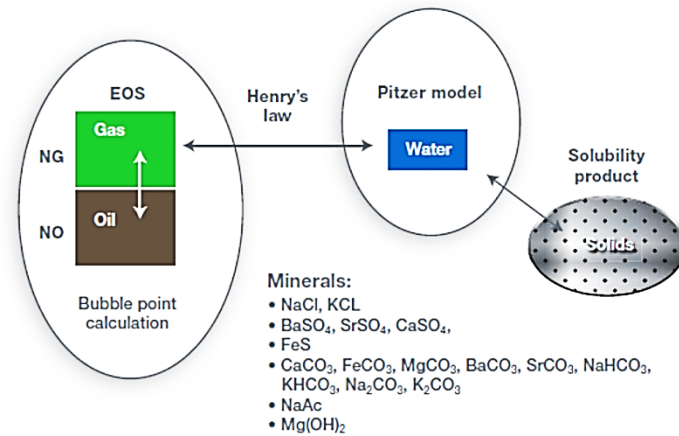 EOS
Gas
NG
NO
Oil
Bubble point
calculation
Henry's
law
Pitzer model
Water
Solubility
product
Solids
Minerals:
• NaCl, KCL
• BaSO₄, SrSO₄, CaSO₄,
• FeS
• CaCO₃, FeCO₃, MgCO₃, BaCO₃, SrCO₃, NaHCO₃,
KHCO₃, Na₂CO₃, K₂CO₃
• NaAc
• Mg(OH)₂